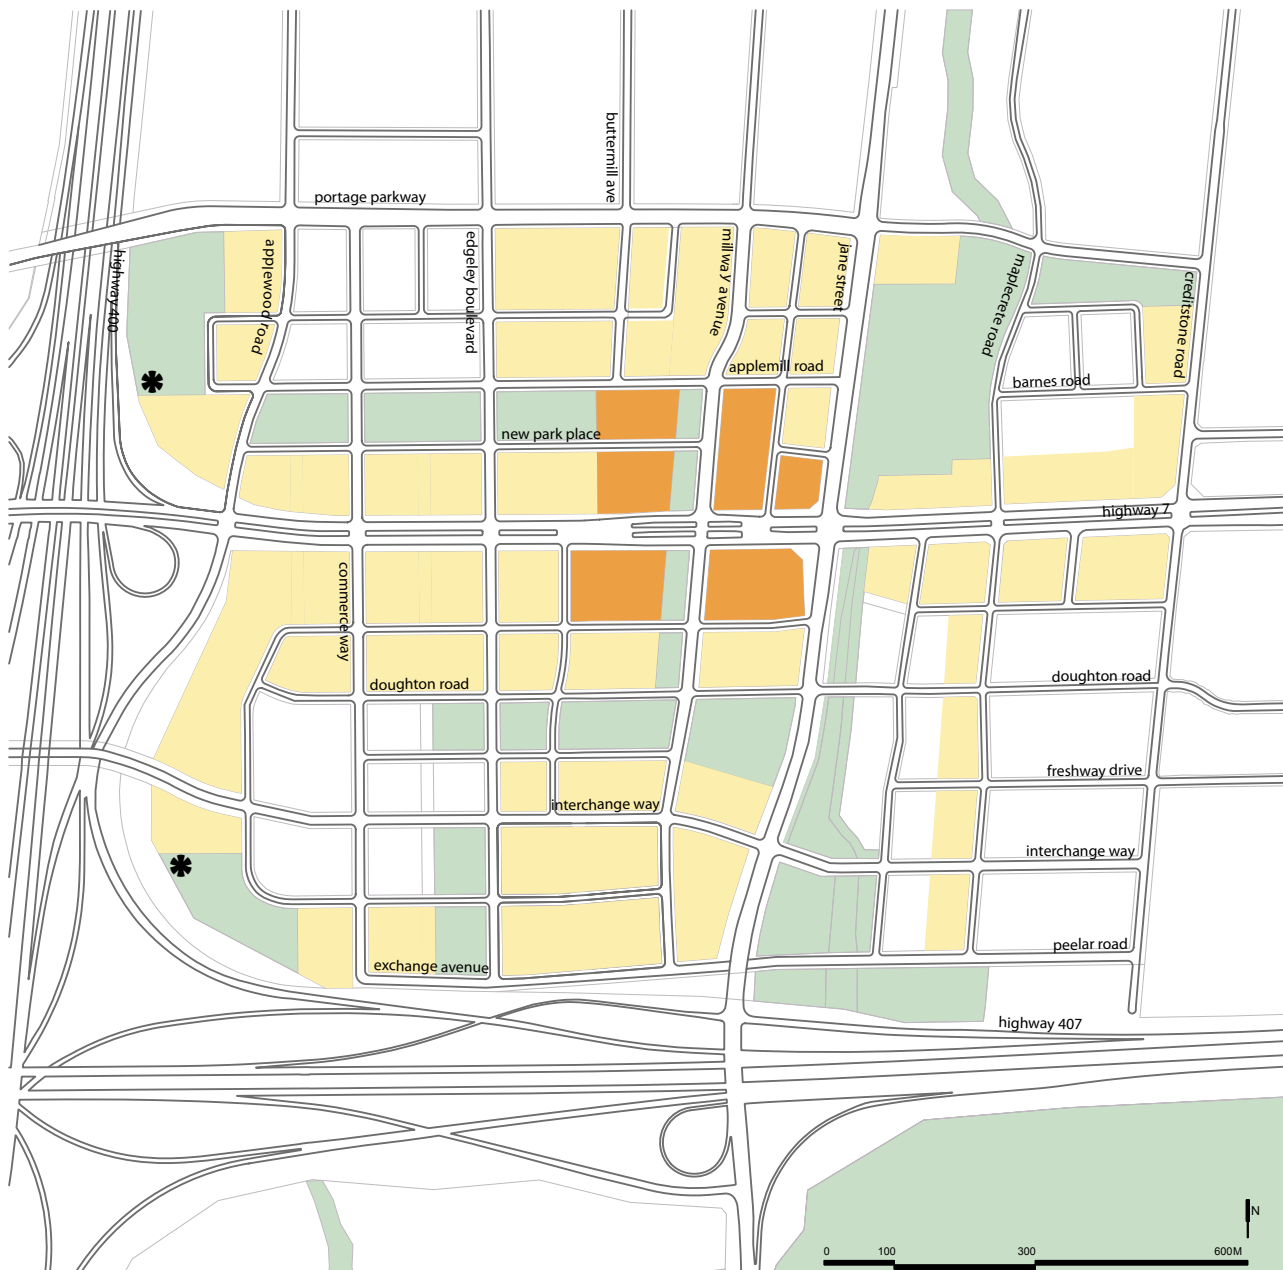 buttermill ave
portage parkway
highway 400
applewood road
edgeley boulevard
millway avenue
jane street
maplecrete road
creditstone road
applemill road
barnes road
new park place
highway 7
commerce way
doughton road
doughton road
freshway drive
interchange way
interchange way
peelar road
exchange avenue
highway 407
N
0 100 300 600M